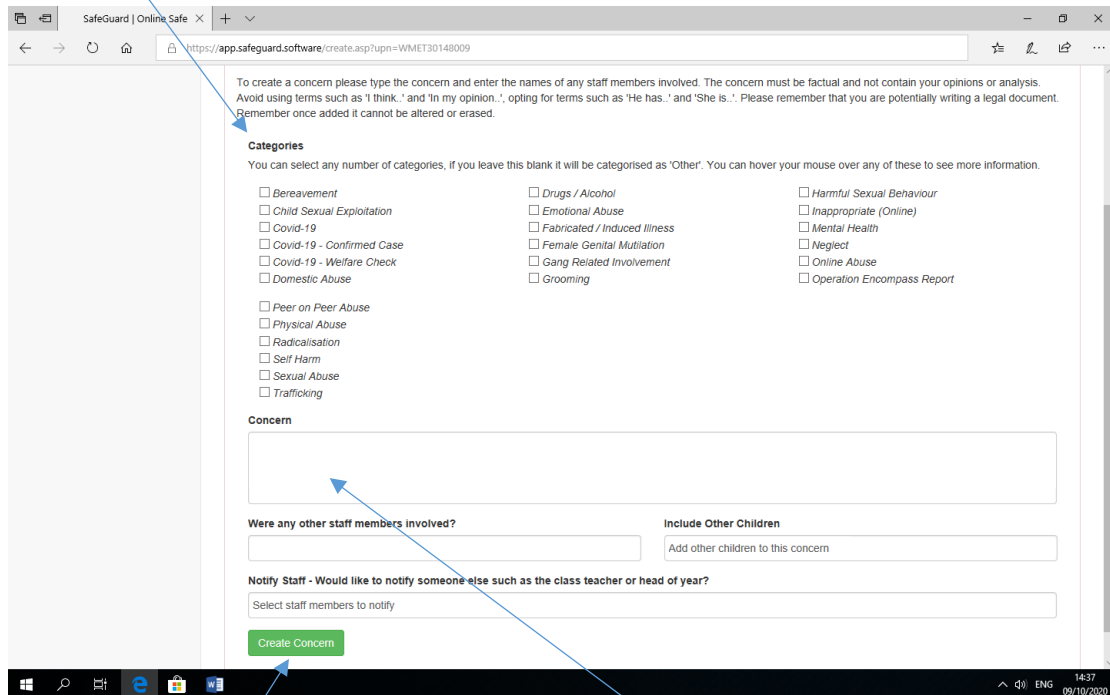 SafeGuard | Online Safe
https://app.safeguard.software/create.asp?upn=WMET30148009
To create a concern please type the concern and enter the names of any staff members involved. The concern must be factual and not contain your opinions or analysis.
Avoid using terms such as 'I think..' and 'In my opinion..', opting for terms such as 'He has..' and 'She is..'. Please remember that you are potentially writing a legal document.
Remember once added it cannot be altered or erased.
Categories
You can select any number of categories, if you leave this blank it will be categorised as 'Other'. You can hover your mouse over any of these to see more information.
Bereavement
Child Sexual Exploitation
Covid-19
Covid-19 - Confirmed Case
Covid-19 - Welfare Check
Domestic Abuse
Drugs / Alcohol
Emotional Abuse
Fabricated / Induced Illness
Female Genital Mutilation
Gang Related Involvement
Grooming
Harmful Sexual Behaviour
Inappropriate (Online)
Mental Health
Neglect
Online Abuse
Operation Encompass Report
Peer on Peer Abuse
Physical Abuse
Radicalisation
Self Harm
Sexual Abuse
Trafficking
Concern
Were any other staff members involved?
Include Other Children
Add other children to this concern
Notify Staff - Would like to notify someone else such as the class teacher or head of year?
Select staff members to notify
Create Concern
ENG
14:37
09/10/2020